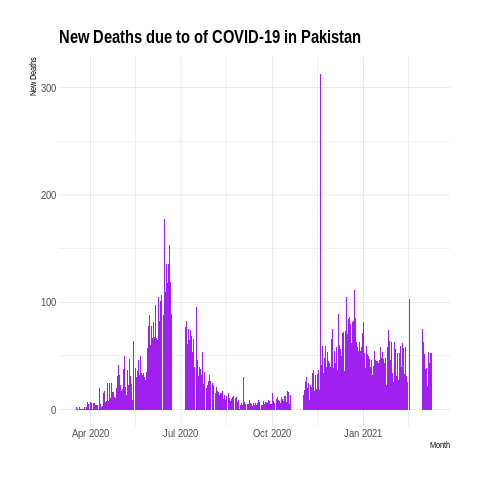 New Deaths due to of COVID-19 in Pakistan
New Deaths
300
200
100
0
Apr 2020 Jul 2020 Oct 2020 Jan 2021
Month